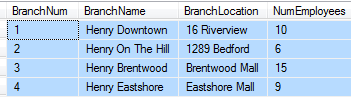 BranchNum BranchName BranchLocation NumEmployees
1 Henry Downtown 16 Riverview 10
2 Henry On The Hill 1289 Bedford 6
3 Henry Brentwood Brentwood Mall 15
4 Henry Eastshore Eastshore Mall 9